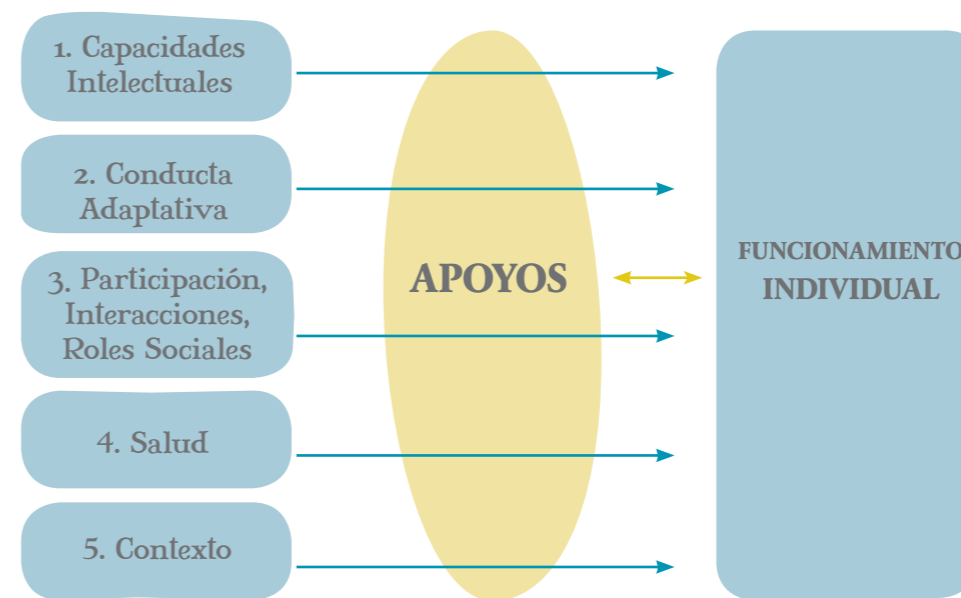 1. Capacidades
Intelectuales
2. Conducta
Adaptativa
3. Participación,
Interacciones,
Roles Sociales
4. Salud
5. Contexto
APOYOS
FUNCIONAMIENTO
INDIVIDUAL